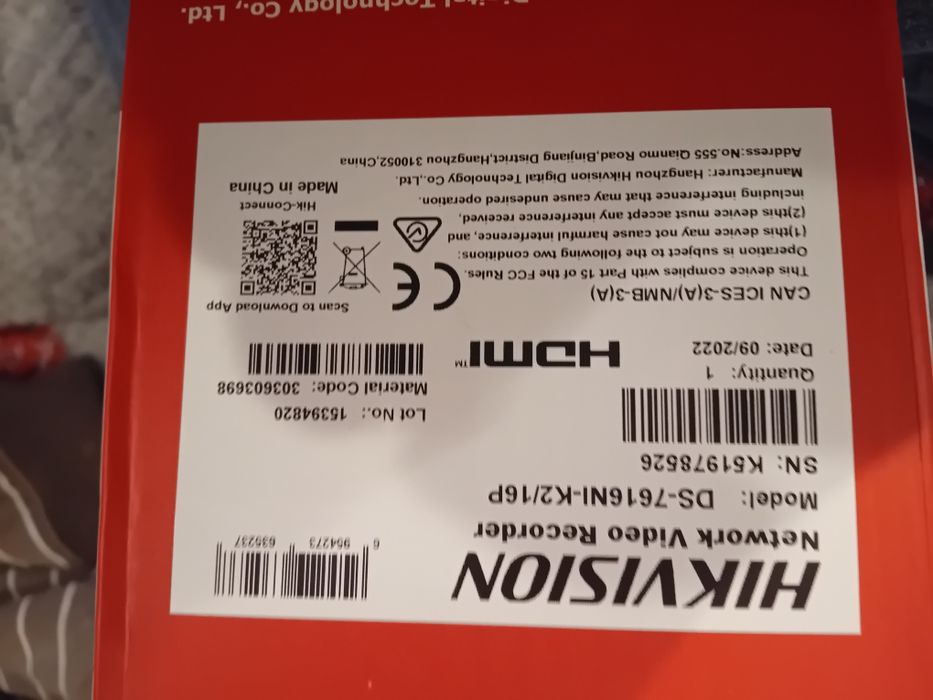 HIKVISION
Network Video Recorder
6 954273 635237
Model: DS-7616NI-K2/16P
SN: K51978526
Lot No.: 15394820
Material Code: 303603698
Quantity: 1
Date: 09/2022
HDMI™
CAN ICES-3(A)/NMB-3(A)
This device complies with Part 15 of the FCC Rules.
Operation is subject to the following two conditions:
(1)this device may not cause harmful interference, and
(2)this device must accept any interference received,
including interference that may cause undesired operation.
Manufacturer: Hangzhou Hikvision Digital Technology Co.,Ltd.
Address:No.555 Qianmo Road,Binjiang District,Hangzhou 310052,China
CE
Scan to Download App
Hik-Connect
Made in China
Digital Technology Co., Ltd.